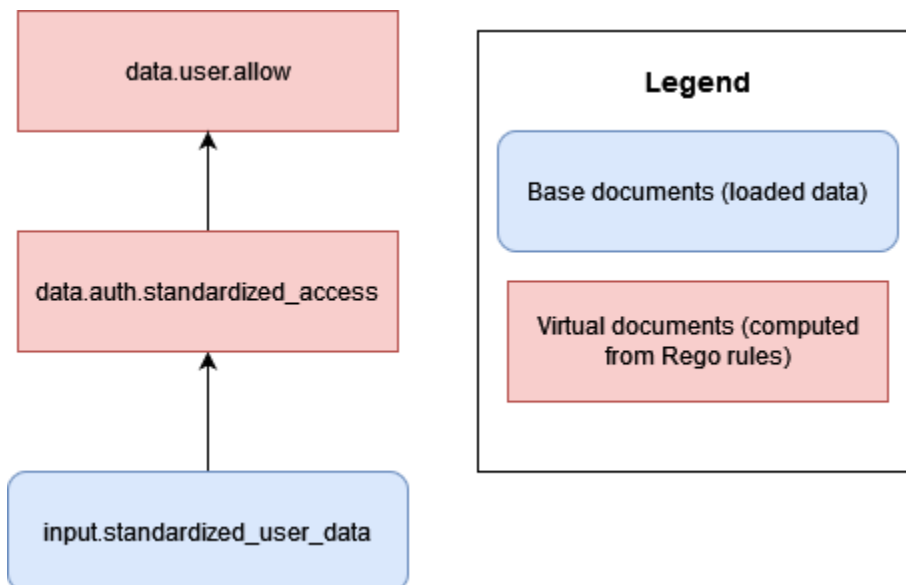 data.user.allow
data.auth.standardized_access
input.standardized_user_data
Legend
Base documents (loaded data)
Virtual documents (computed
from Rego rules)